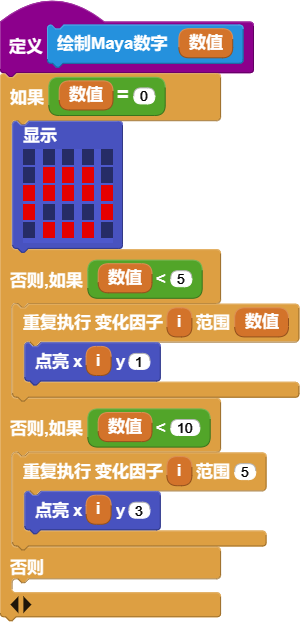 定义 绘制Maya数字 数值
如果 数值 = 0
显示
否则,如果 数值 < 5
重复执行 变化因子 i 范围 数值
点亮 x i y 1
否则,如果 数值 < 10
重复执行 变化因子 i 范围 5
点亮 x i y 3
否则